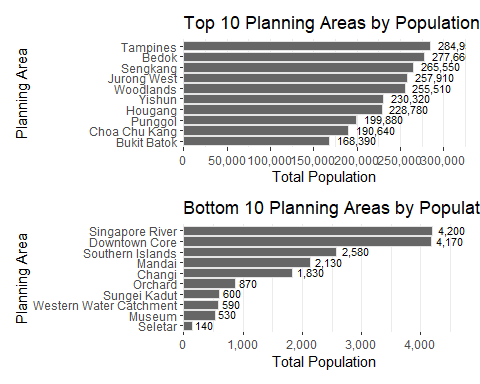 Top 10 Planning Areas by Population
Planning Area
Tampines 284,9
Bedok 277,66
Sengkang 265,550
Jurong West 257,910
Woodlands 255,510
Yishun 230,320
Hougang 228,780
Punggol 199,880
Choa Chu Kang 190,640
Bukit Batok 168,390
0 50,000 100,000 150,000 200,000 250,000 300,000
Total Population
Bottom 10 Planning Areas by Populat
Planning Area
Singapore River 4,200
Downtown Core 4,170
Southern Islands 2,580
Mandai 2,130
Changi 1,830
Orchard 870
Sungei Kadut 600
Western Water Catchment 590
Museum 530
Seletar 140
0 1,000 2,000 3,000 4,000
Total Population